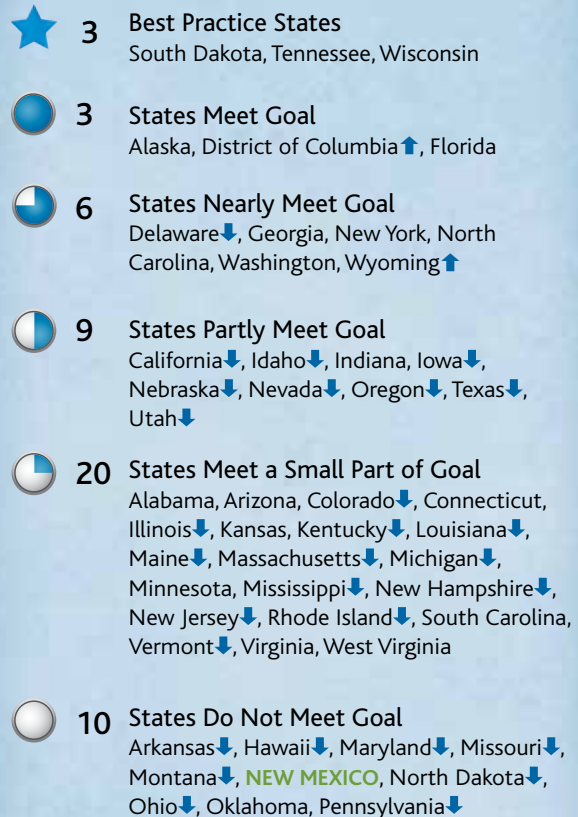 3 Best Practice States
South Dakota, Tennessee, Wisconsin
3 States Meet Goal
Alaska, District of Columbia⬆, Florida
6 States Nearly Meet Goal
Delaware⬇, Georgia, New York, North
Carolina, Washington, Wyoming⬆
9 States Partly Meet Goal
California⬇, Idaho⬇, Indiana, Iowa⬇,
Nebraska⬇, Nevada⬇, Oregon⬇, Texas⬇,
Utah⬇
20 States Meet a Small Part of Goal
Alabama, Arizona, Colorado⬇, Connecticut,
Illinois⬇, Kansas, Kentucky⬇, Louisiana⬇,
Maine⬇, Massachusetts⬇, Michigan⬇,
Minnesota, Mississippi⬇, New Hampshire⬇,
New Jersey⬇, Rhode Island⬇, South Carolina,
Vermont⬇, Virginia, West Virginia
10 States Do Not Meet Goal
Arkansas⬇, Hawaii⬇, Maryland⬇, Missouri⬇,
Montana⬇, NEW MEXICO, North Dakota⬇,
Ohio⬇, Oklahoma, Pennsylvania⬇